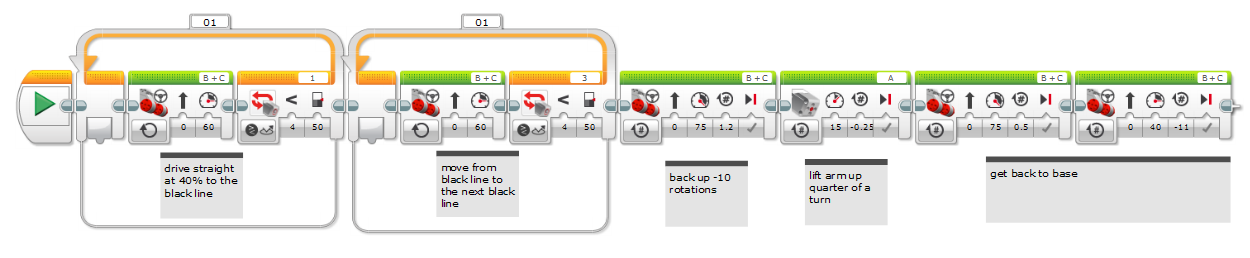 01
01
B + C
1
B + C
3
B + C
A
B + C
B + C
<
<
#
#
#
#
0 60
4 50
0 60
4 50
#
0 75 1.2
#
15 -0.25
#
0 75 0.5
#
0 40 -11
drive straight
at 40% to the
black line
move from
black line to
the next black
line
back up -10
rotations
lift arm up
quarter of a
turn
get back to base